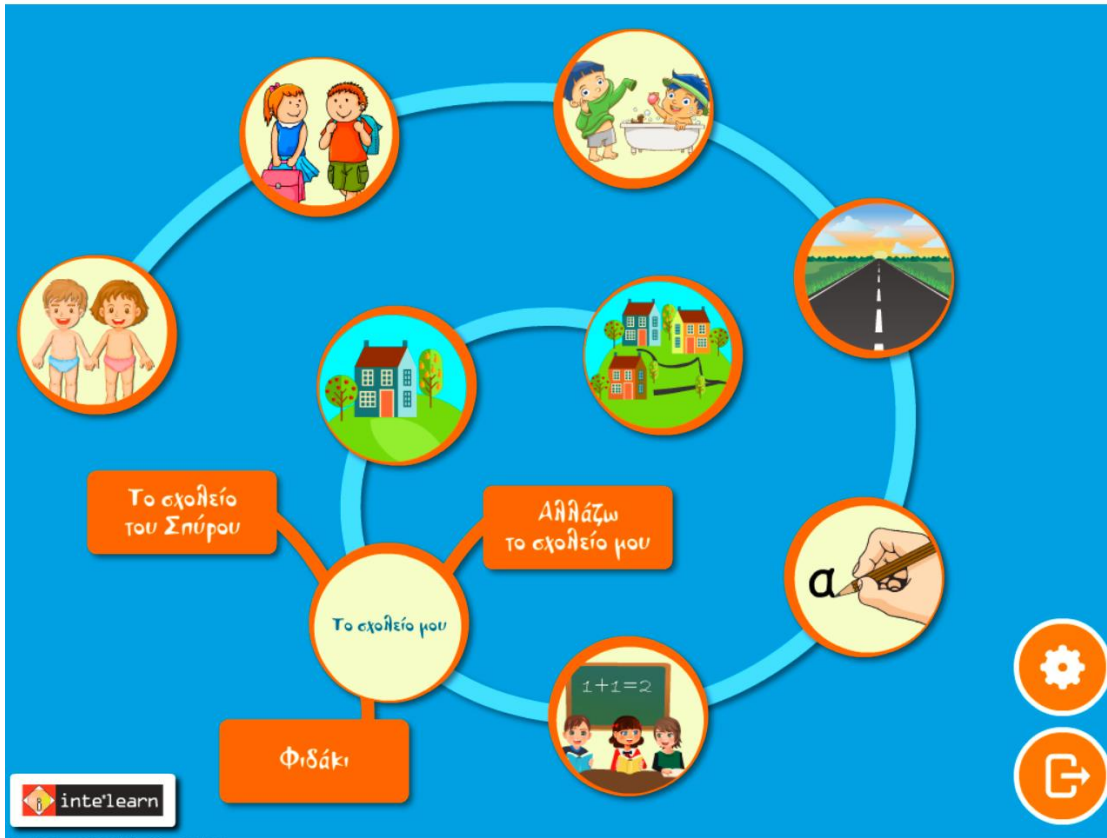 1+1=2
Το σχολείο
του Σπύρου
Αλλάζω
το σχολείο μου
Το σχολείο μου
a
Φιδάκι
inte*learn